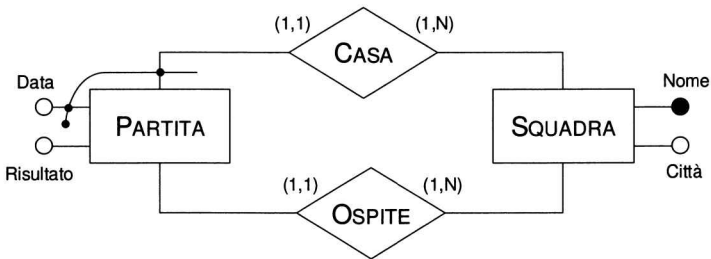 (1,1)
CASA
(1,N)
Data
PARTITA
Risultato
SQUADRA
Nome
Città
(1,1)
OSPITE
(1,N)